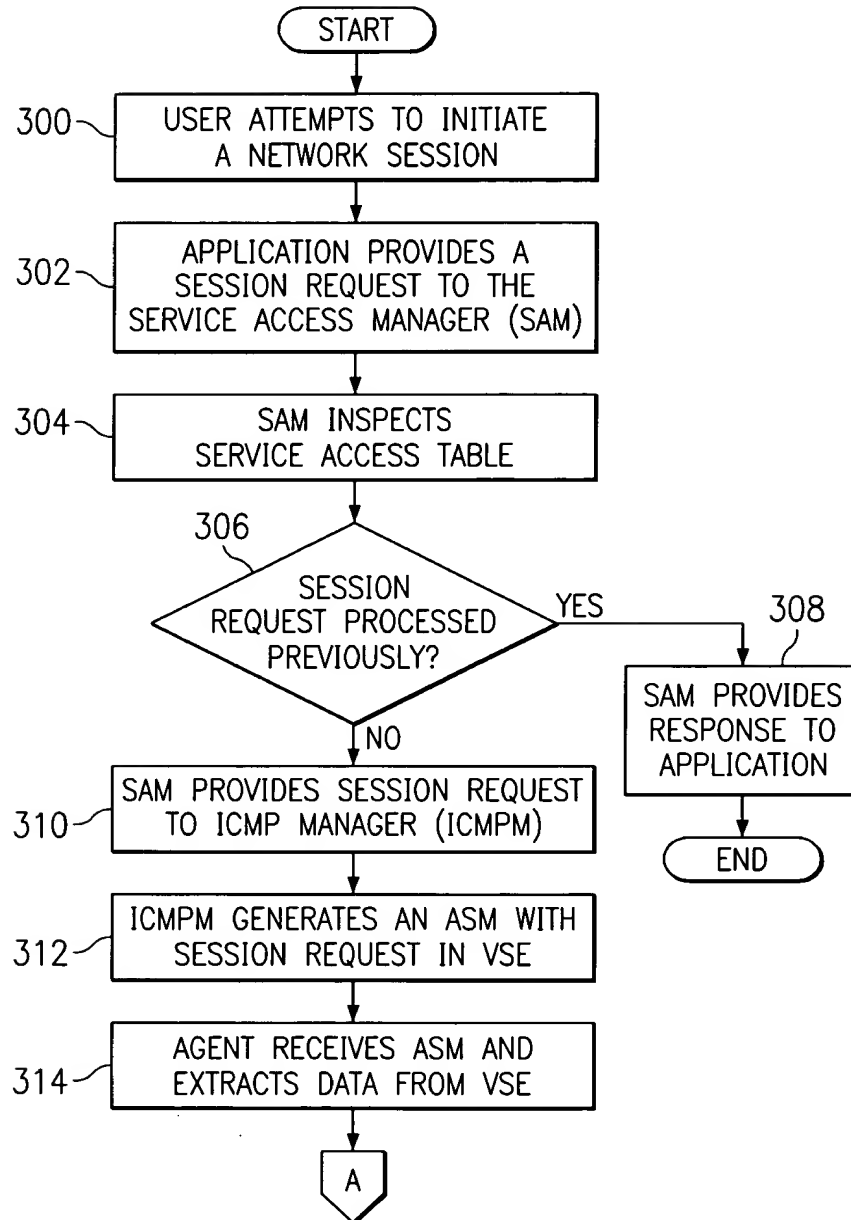 START
300
USER ATTEMPTS TO INITIATE
A NETWORK SESSION
302
APPLICATION PROVIDES A
SESSION REQUEST TO THE
SERVICE ACCESS MANAGER (SAM)
304
SAM INSPECTS
SERVICE ACCESS TABLE
306
SESSION
REQUEST PROCESSED
PREVIOUSLY?
YES
308
SAM PROVIDES
RESPONSE TO
APPLICATION
END
NO
310
SAM PROVIDES SESSION REQUEST
TO ICMP MANAGER (ICMPM)
312
ICMPM GENERATES AN ASM WITH
SESSION REQUEST IN VSE
314
AGENT RECEIVES ASM AND
EXTRACTS DATA FROM VSE
A